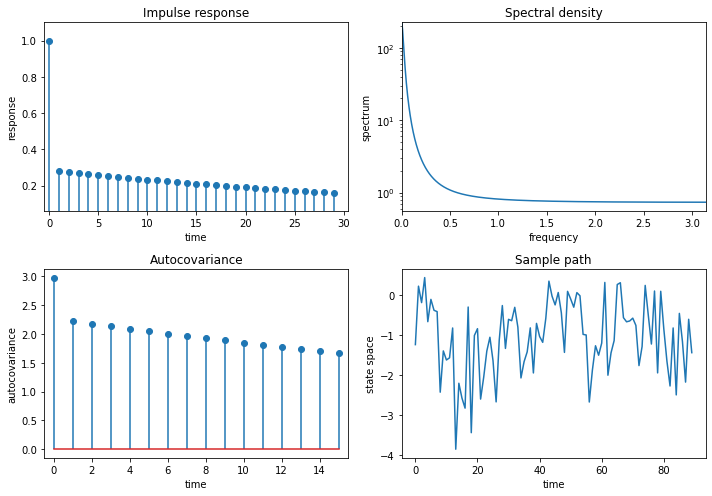 Impulse response
response
1.0
0.8
0.6
0.4
0.2
0 5 10 15 20 25 30
time
Spectral density
spectrum
10²
10¹
10⁰
0.0 0.5 1.0 1.5 2.0 2.5 3.0
frequency
Autocovariance
autocovariance
3.0
2.5
2.0
1.5
1.0
0.5
0.0
0 2 4 6 8 10 12 14
time
Sample path
state space
0
−1
−2
−3
−4
0 20 40 60 80
time